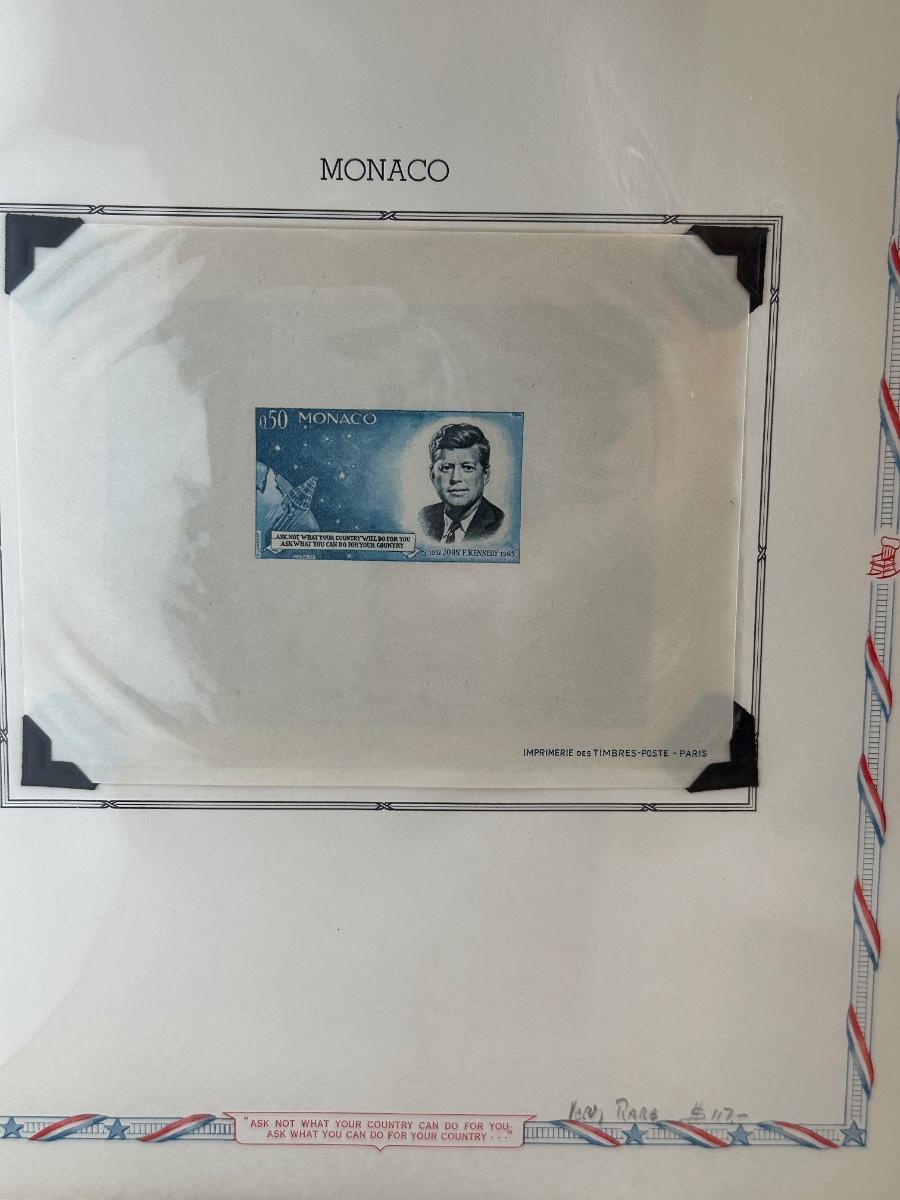 MONACO
0,50 MONACO
...ASK NOT WHAT YOUR COUNTRY WILL DO FOR YOU
ASK WHAT YOU CAN DO FOR YOUR COUNTRY
1917 JOHN F. KENNEDY 1963
IMPRIMERIE DES TIMBRES-POSTE - PARIS
Very Rare $117-
"ASK NOT WHAT YOUR COUNTRY CAN DO FOR YOU-
ASK WHAT YOU CAN DO FOR YOUR COUNTRY . . ."